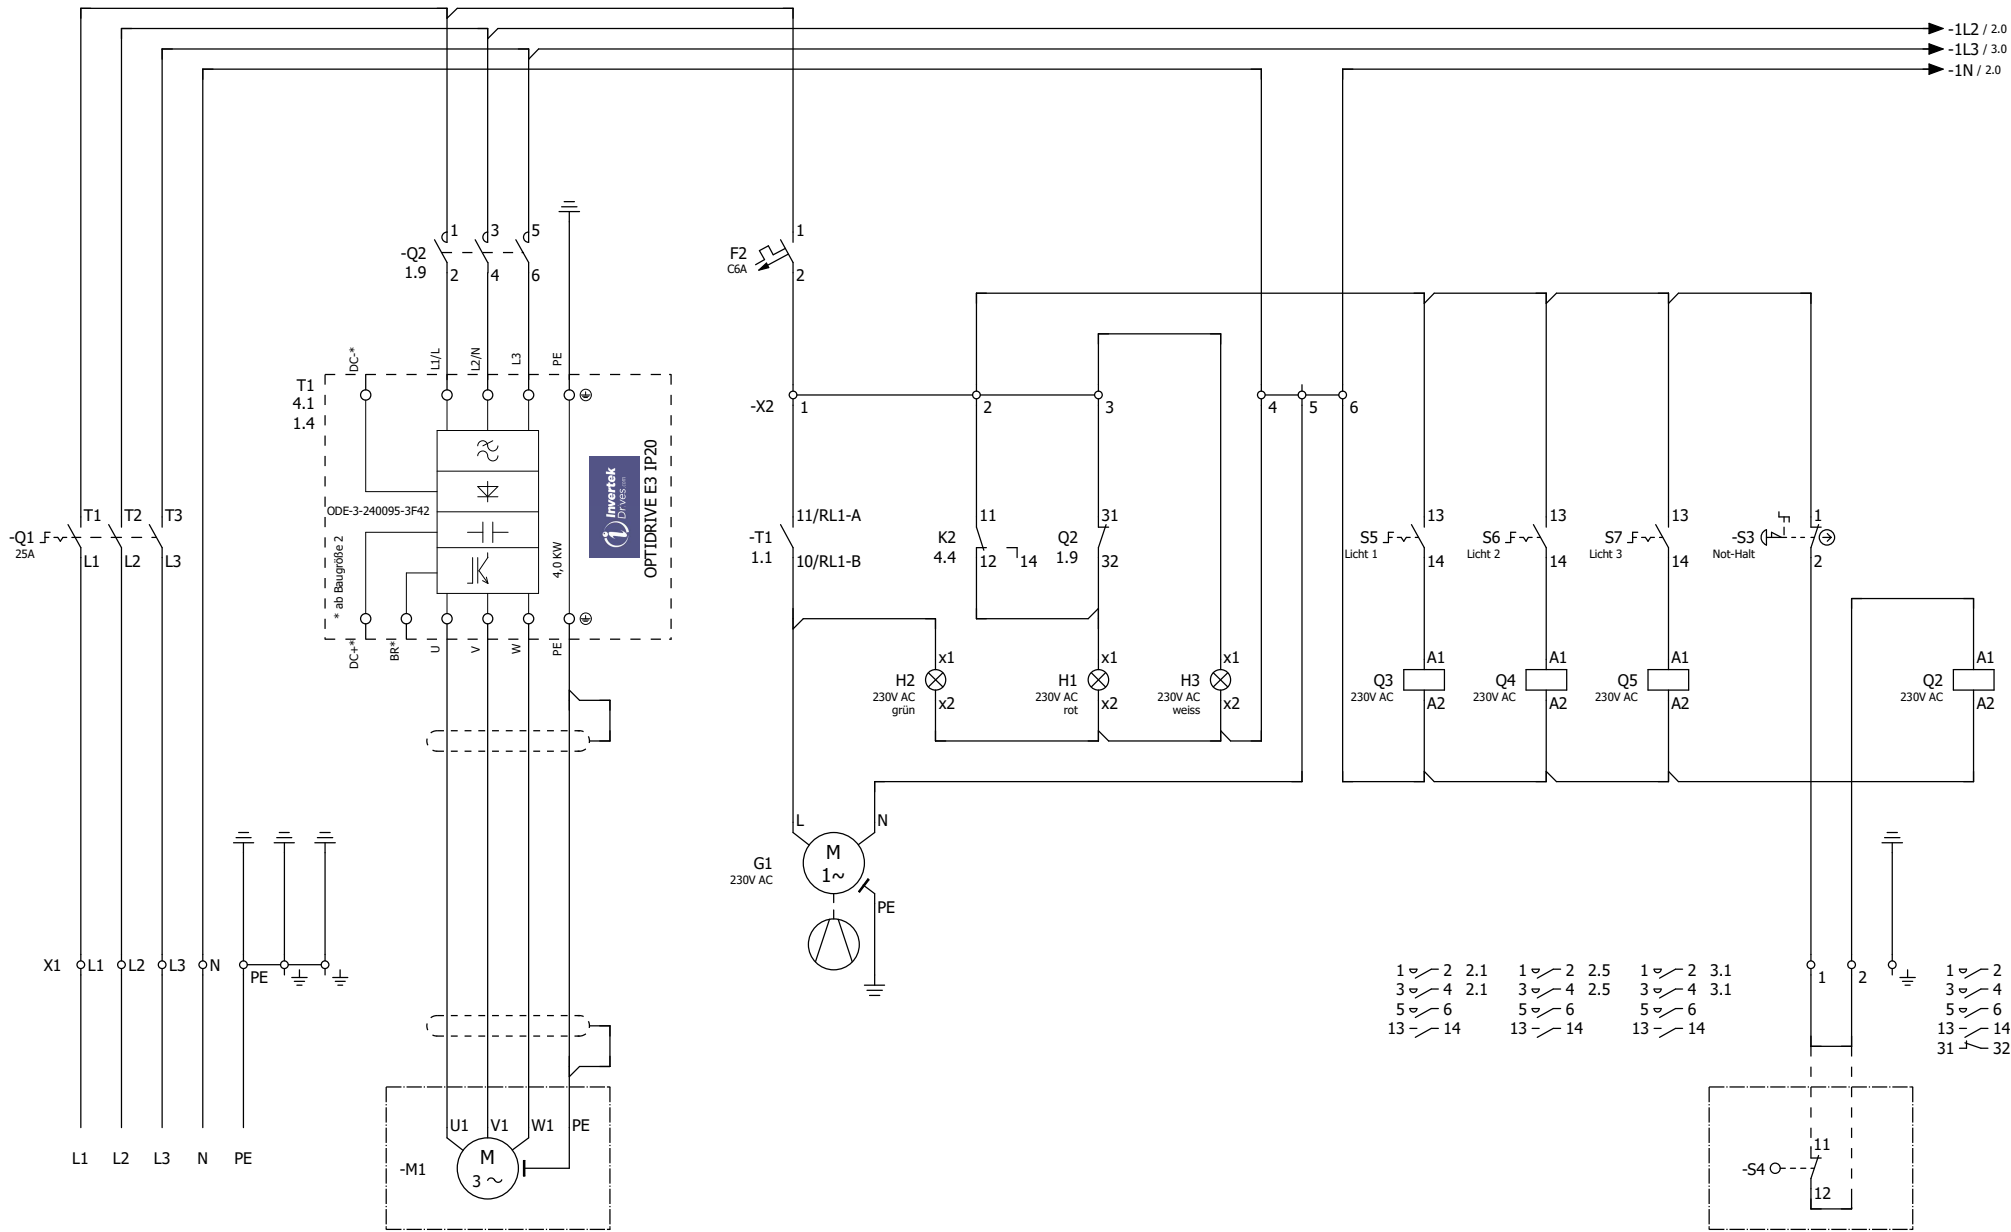 -1L2 / 2.0
-1L3 / 3.0
-1N / 2.0
-Q2
1.9
1 3 5
2 4 6
F2
C6A
1
2
DC-*
L1/L
L2/N
L3
PE
T1
4.1
1.4
ODE-3-240095-3F42
* ab Baugröße 2
4,0 KW
Invertek
Drives.com
OPTIDRIVE E3 IP20
DC+*
BR*
U
V
W
PE
-X2
1
2
3
4
5
6
-Q1
25A
T1 T2 T3
L1 L2 L3
-T1
1.1
11/RL1-A
10/RL1-B
K2
4.4
11
12
14
Q2
1.9
31
32
S5
Licht 1
13
14
S6
Licht 2
13
14
S7
Licht 3
13
14
-S3
Not-Halt
1
2
H2
230V AC
grün
x1
x2
H1
230V AC
rot
x1
x2
H3
230V AC
weiss
x1
x2
Q3
230V AC
A1
A2
Q4
230V AC
A1
A2
Q5
230V AC
A1
A2
Q2
230V AC
A1
A2
L
N
M
1~
G1
230V AC
PE
X1
L1 L2 L3 N
PE
1 2 2.1
3 4 2.1
5 6
13 14
1 2 2.5
3 4 2.5
5 6
13 14
1 2 3.1
3 4 3.1
5 6
13 14
1
2
1 2
3 4
5 6
13 14
31 32
U1 V1 W1 PE
-M1
M
3 ~
L1 L2 L3 N PE
-S4
11
12